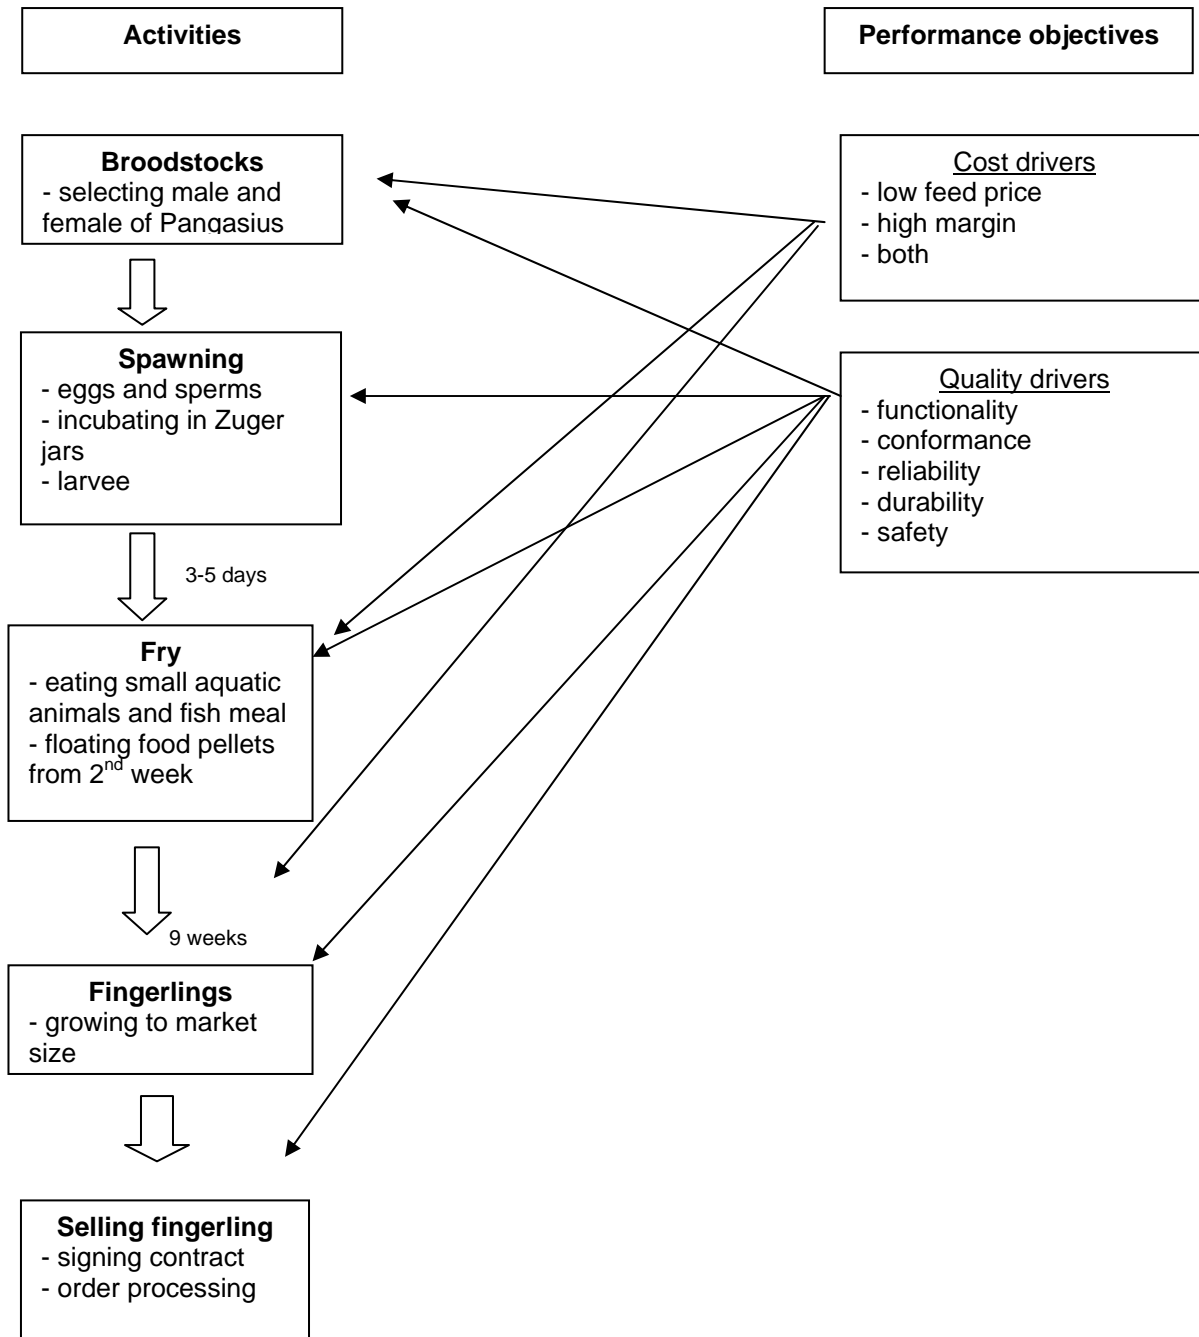 Activities
Performance objectives
Broodstocks
- selecting male and
female of Pangasius
Cost drivers
- low feed price
- high margin
- both
Spawning
- eggs and sperms
- incubating in Zuger
jars
- larvee
Quality drivers
- functionality
- conformance
- reliability
- durability
- safety
3-5 days
Fry
- eating small aquatic
animals and fish meal
- floating food pellets
from 2nd week
9 weeks
Fingerlings
- growing to market
size
Selling fingerling
- signing contract
- order processing